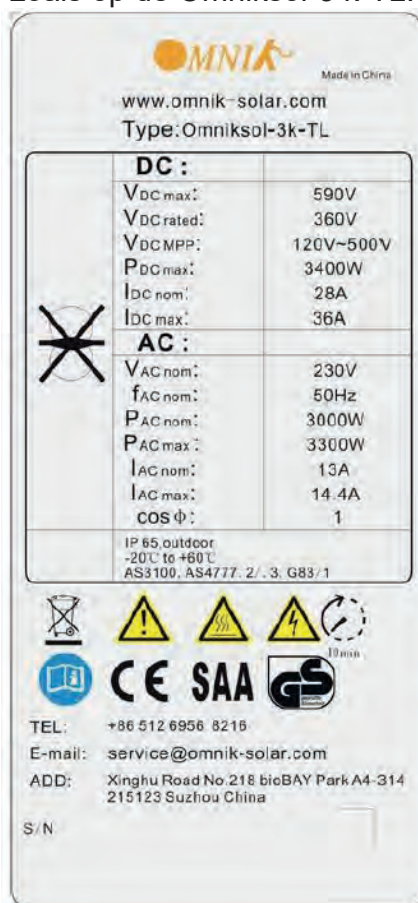 OMNIK
Made in China
www.omnik-solar.com
Type:Omniksol-3k-TL
DC :
VDC max: 590V
VDC rated: 360V
VDC MPP: 120V~500V
PDC max: 3400W
IDC nom: 28A
IDC max: 36A
AC :
VAC nom: 230V
fAC nom: 50Hz
PAC nom: 3000W
PAC max: 3300W
IAC nom: 13A
IAC max: 14.4A
cosΦ: 1
IP 65,outdoor
-20℃ to +60℃
AS3100, AS4777. 2/. 3, G83/1
10min
CE SAA GS
TEL: +86 512 6956 8216
E-mail: service@omnik-solar.com
ADD: Xinghu Road No.218 bioBAY Park A4-314
215123 Suzhou China
S/N